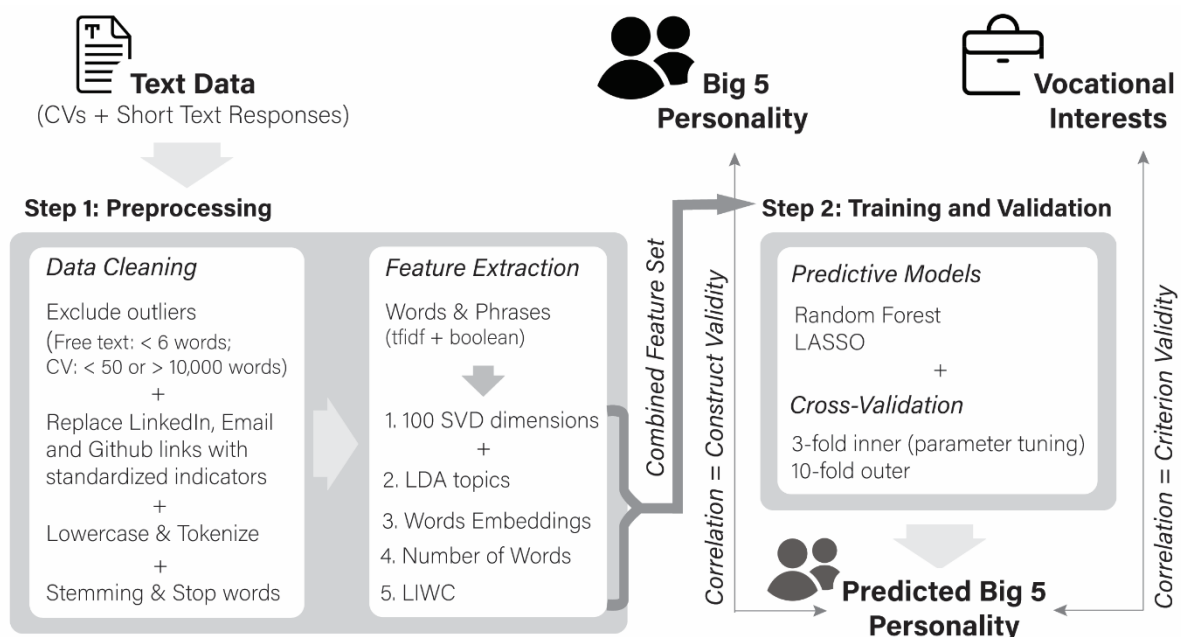 T
Text Data
(CVs + Short Text Responses)
Big 5
Personality
Vocational
Interests
Step 1: Preprocessing
Data Cleaning
Exclude outliers
(Free text: < 6 words;
CV: < 50 or > 10,000 words)
+
Replace LinkedIn, Email
and Github links with
standardized indicators
+
Lowercase & Tokenize
+
Stemming & Stop words
Feature Extraction
Words & Phrases
(tfidf + boolean)
1. 100 SVD dimensions
+
2. LDA topics
3. Words Embeddings
4. Number of Words
5. LIWC
Combined Feature Set
Correlation = Construct Validity
Step 2: Training and Validation
Predictive Models
Random Forest
LASSO
+
Cross-Validation
3-fold inner (parameter tuning)
10-fold outer
Predicted Big 5
Personality
Correlation = Criterion Validity